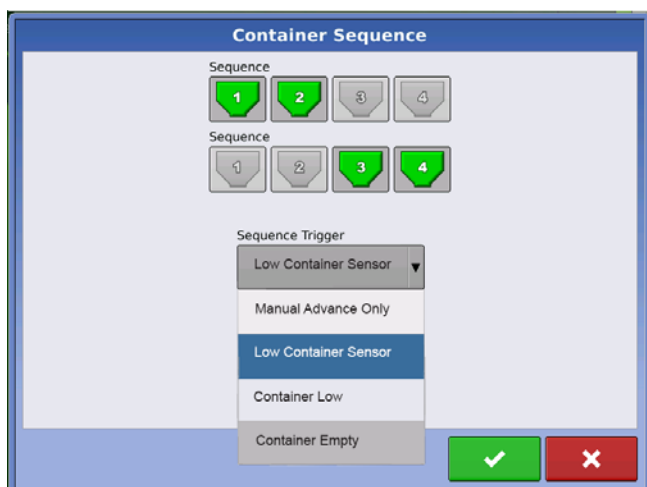 Container Sequence
Sequence
1 2 3 4
Sequence
1 2 3 4
Sequence Trigger
Low Container Sensor
Manual Advance Only
Low Container Sensor
Container Low
Container Empty